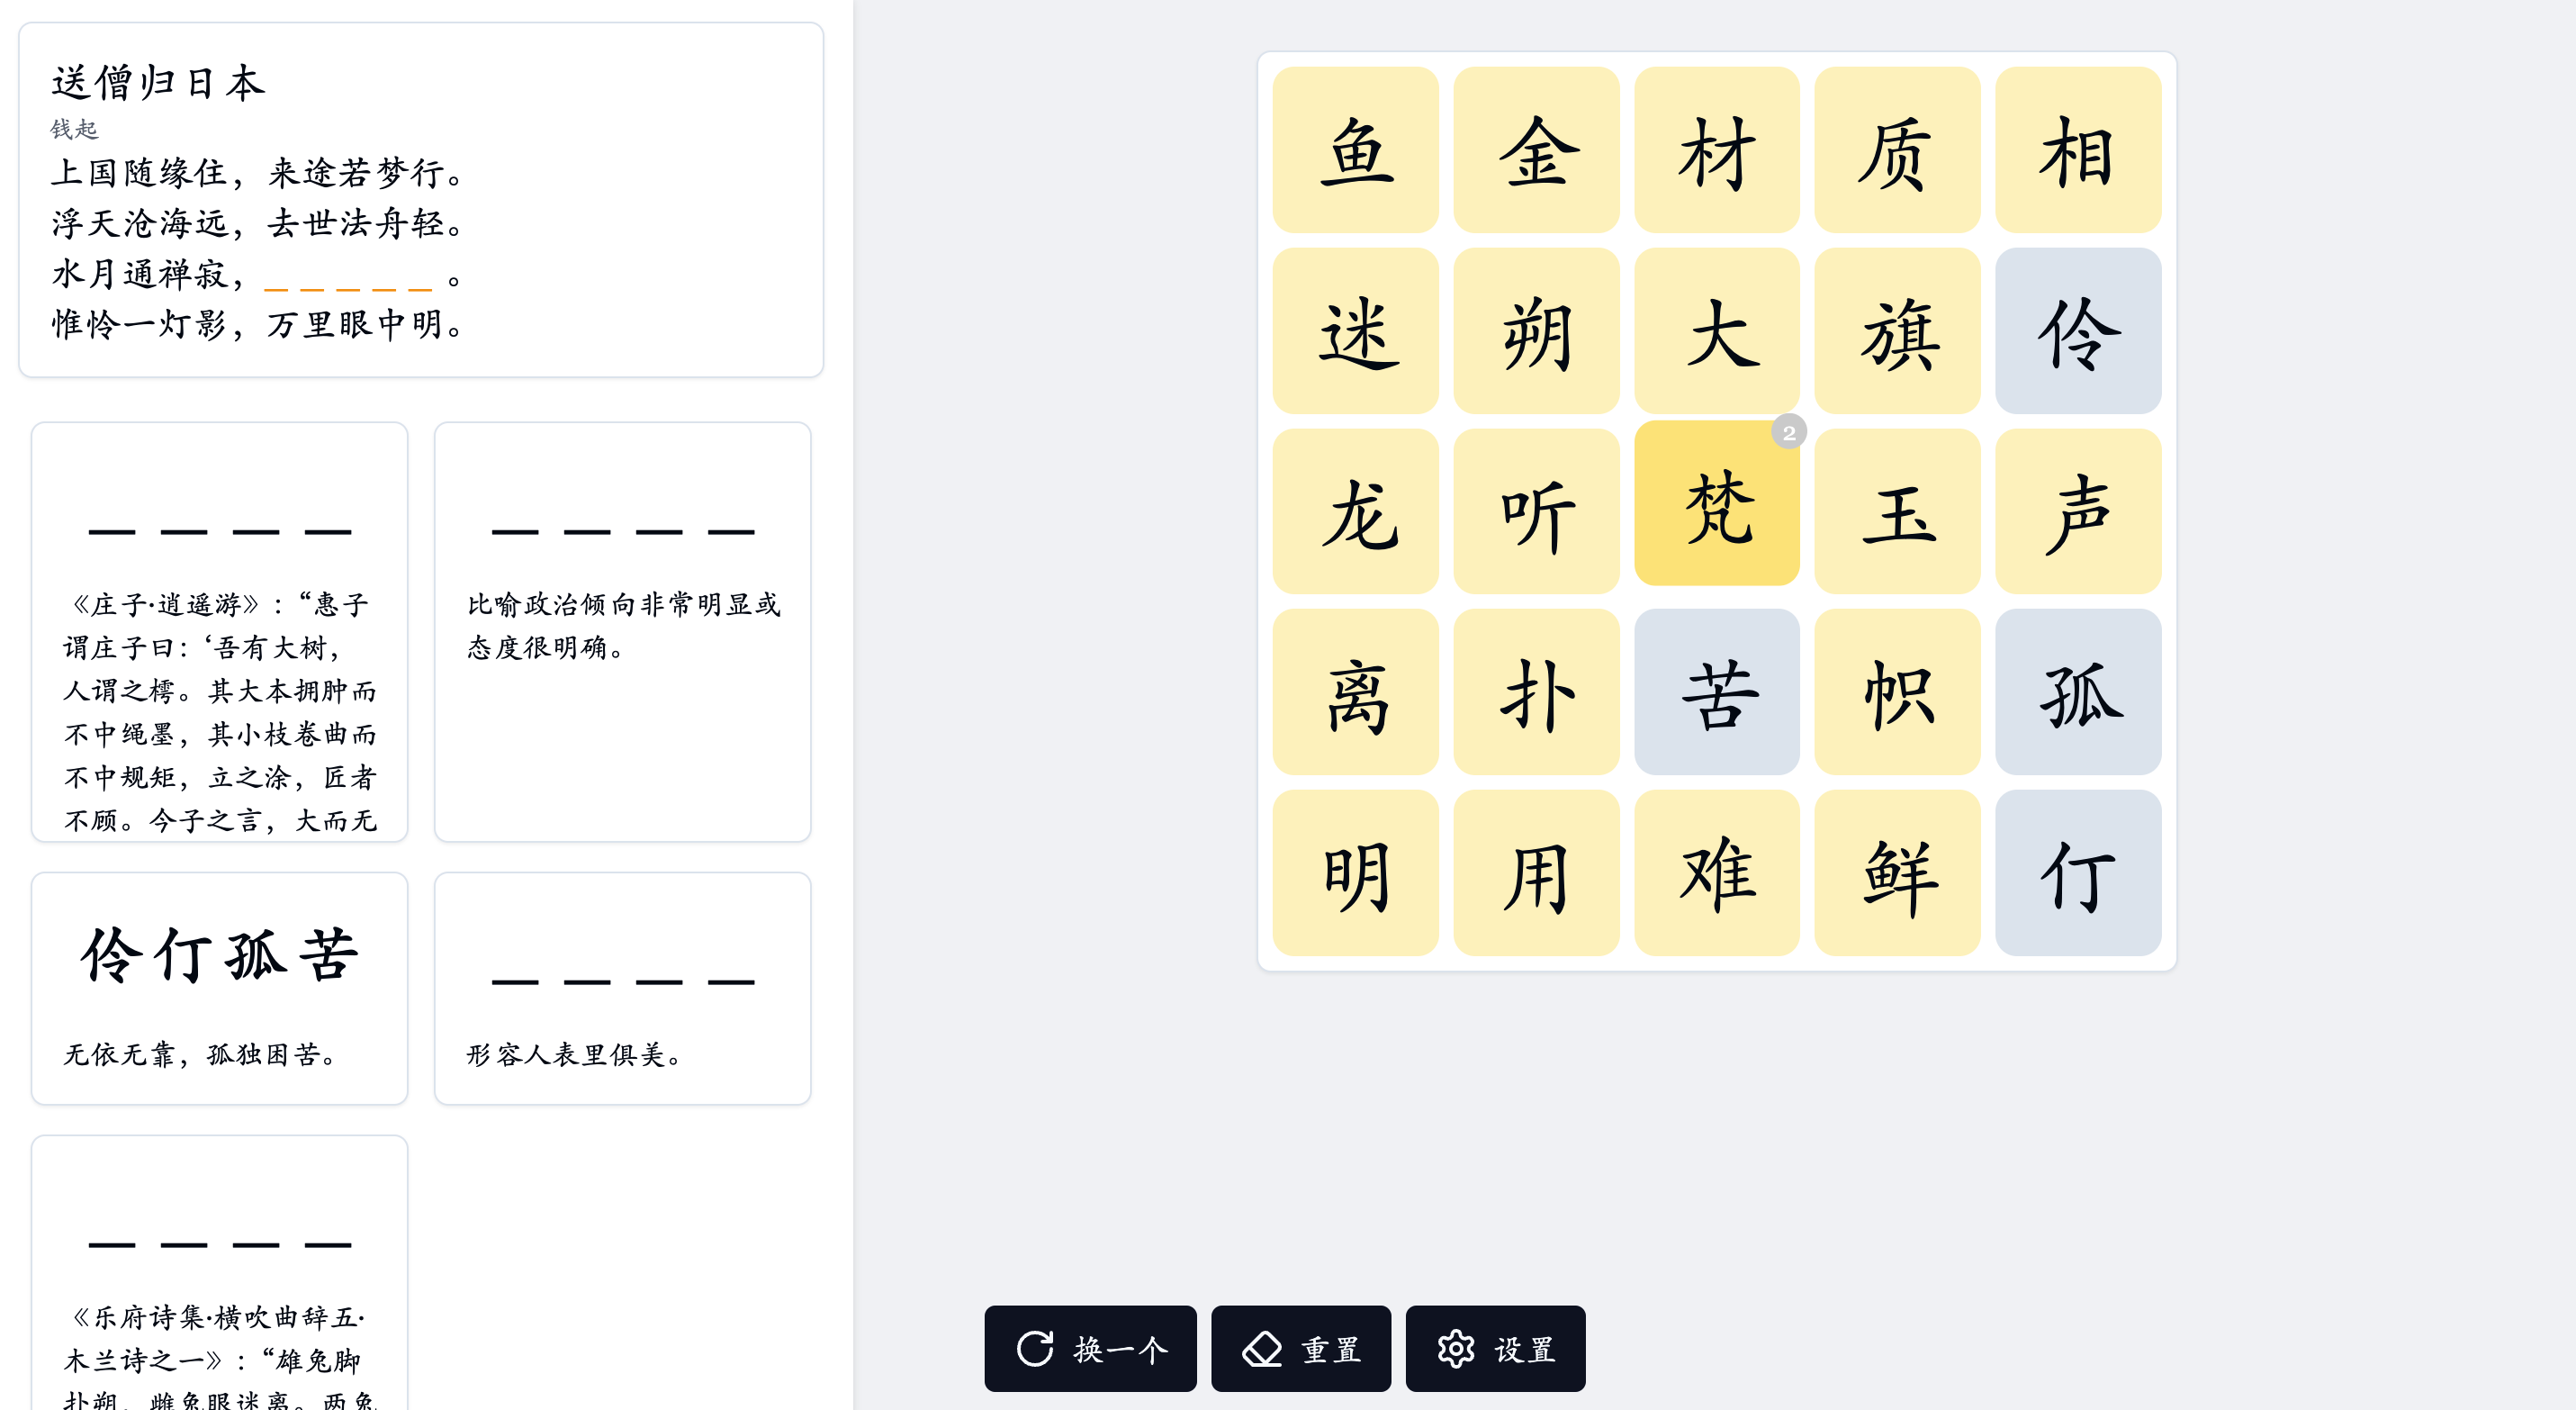 送僧归日本
钱起
上国随缘住，来途若梦行。
浮天沧海远，去世法舟轻。
水月通禅寂，_ _ _ _ _ 。
惟怜一灯影，万里眼中明。
《庄子·逍遥游》：“惠子
谓庄子曰：‘吾有大树，
人谓之樗。其大本拥肿而
不中绳墨，其小枝卷曲而
不中规矩，立之涂，匠者
不顾。今子之言，大而无
比喻政治倾向非常明显或
态度很明确。
伶仃孤苦
无依无靠，孤独困苦。
形容人表里俱美。
《乐府诗集·横吹曲辞五·
木兰诗之一》：“雄兔脚
扑朔，雌兔眼迷离。两兔
鱼 金 材 质 相
迷 朔 大 旗 伶
龙 听 梵 玉 声
2
离 扑 苦 帜 孤
明 用 难 鲜 仃
换一个 重置 设置